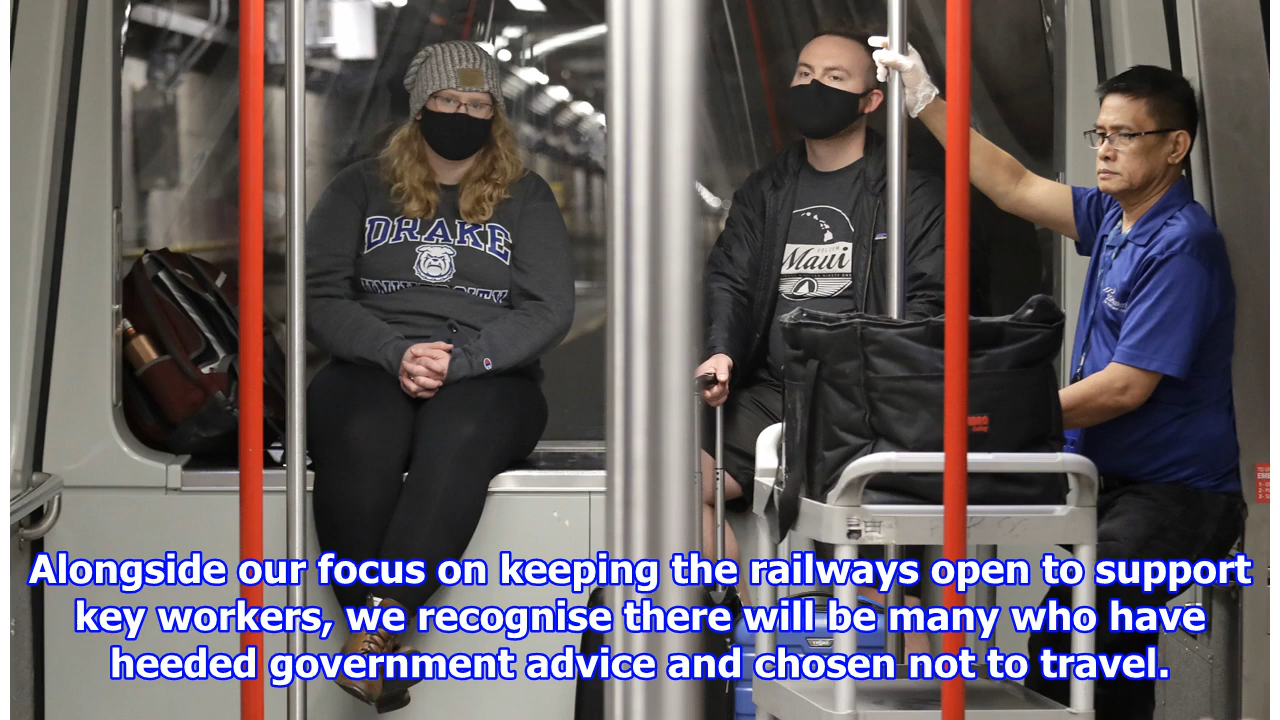 DRAKE
Maui
Alongside our focus on keeping the railways open to support
key workers, we recognise there will be many who have
heeded government advice and chosen not to travel.